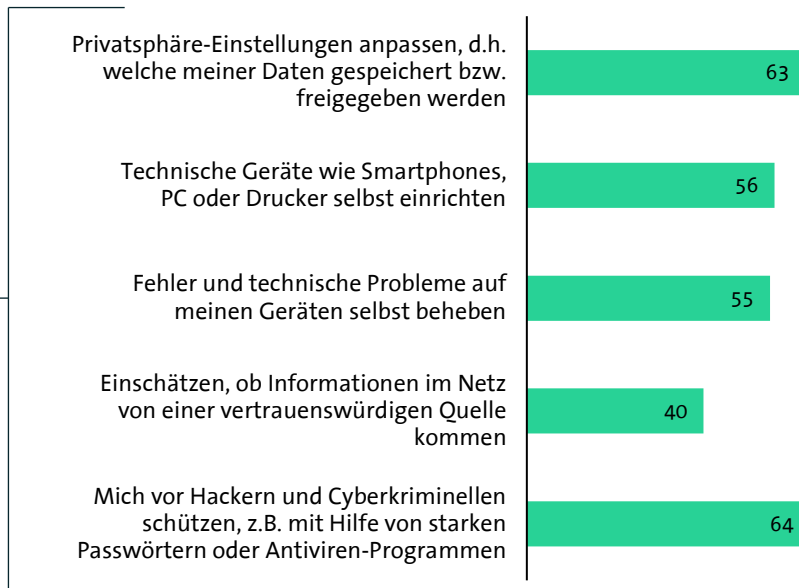 Privatsphäre-Einstellungen anpassen, d.h.
welche meiner Daten gespeichert bzw.
freigegeben werden
63
Technische Geräte wie Smartphones,
PC oder Drucker selbst einrichten
56
Fehler und technische Probleme auf
meinen Geräten selbst beheben
55
Einschätzen, ob Informationen im Netz
von einer vertrauenswürdigen Quelle
kommen
40
Mich vor Hackern und Cyberkriminellen
schützen, z.B. mit Hilfe von starken
Passwörtern oder Antiviren-Programmen
64